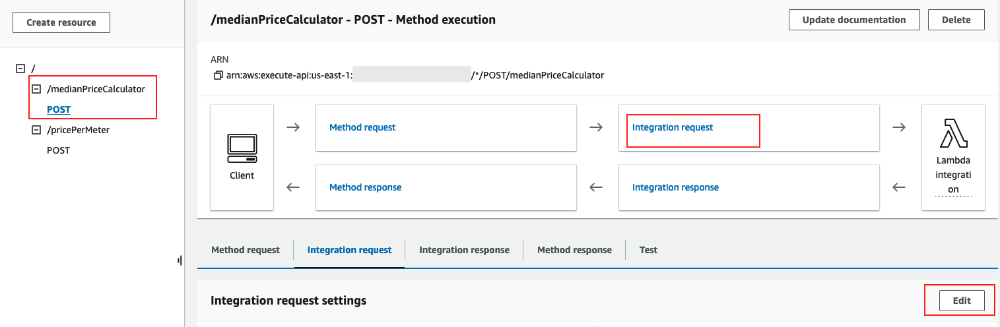 Create resource
/
/medianPriceCalculator
POST
/pricePerMeter
POST
/medianPriceCalculator - POST - Method execution
Update documentation
Delete
ARN
arn:aws:execute-api:us-east-1: /*/POST/medianPriceCalculator
Client
Method request
Integration request
Method response
Integration response
Lambda
integrati
on
Method request
Integration request
Integration response
Method response
Test
Integration request settings
Edit